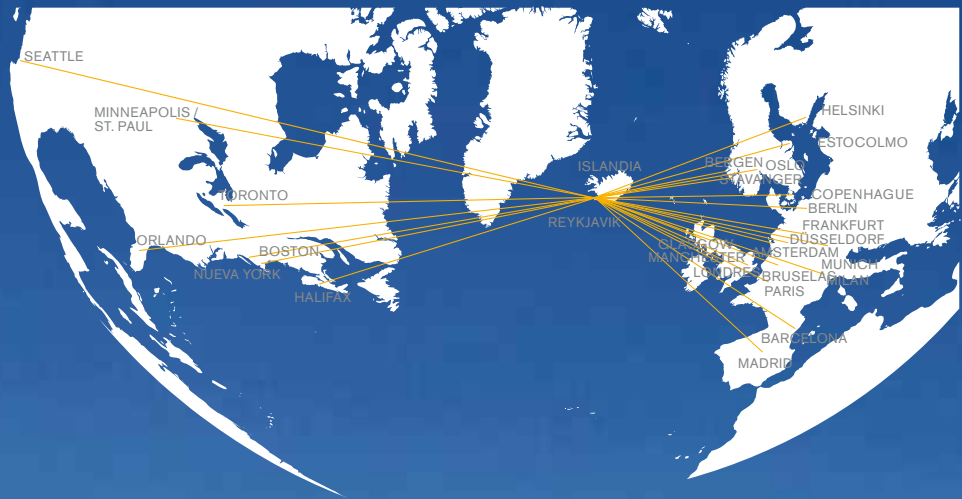 SEATTLE
MINNEAPOLIS /
ST. PAUL
TORONTO
ORLANDO
BOSTON
NUEVA YORK
HALIFAX
ISLANDIA
REYKJAVIK
HELSINKI
ESTOCOLMO
BERGEN
OSLO
STAVANGER
COPENHAGUE
BERLIN
FRANKFURT
DÜSSELDORF
GLASGOW
AMSTERDAM
MANCHESTER
MUNICH
LONDRES
BRUSELAS
MILAN
PARIS
BARCELONA
MADRID